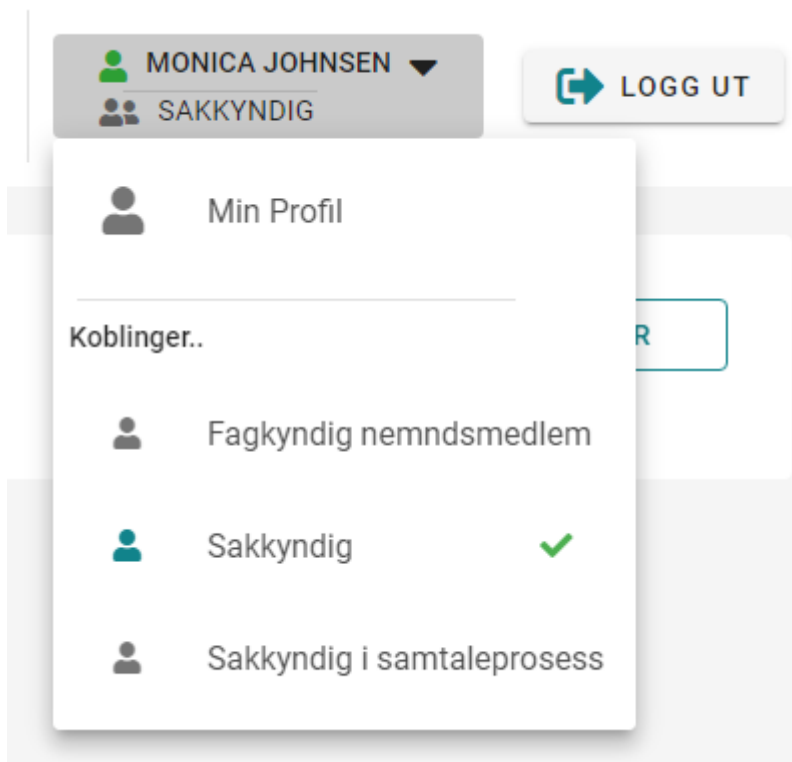 MONICA JOHNSEN
SAKKYNDIG
LOGG UT
Min Profil
Koblinger..
R
Fagkyndig nemndsmedlem
Sakkyndig
Sakkyndig i samtaleprosess